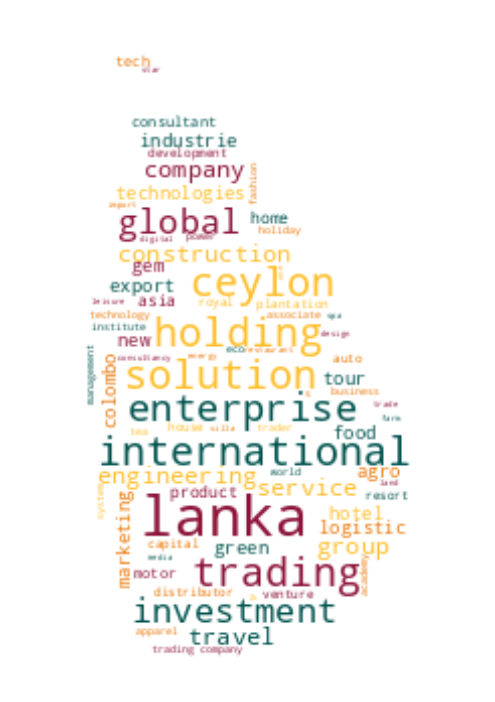 tech
star
consultant
industrie
development
company
fashion
technologies
import
global
home
digital power
holiday
construction
gem
ceylon
export
leisure asia
royal plantation
technology
associate spa
institute
holding
new
design
eco restaurant
management
consultancy energy
auto
colombo
solution
tour
business
enterprise
trade
farm
tea
house villa trader
food
international
world
agro
engineering
land
system
product
service
resort
marketing
lanka
hotel
logistic
capital
green
group
media
motor
trading
academy
distributor
venture
investment
apparel
travel
trading company